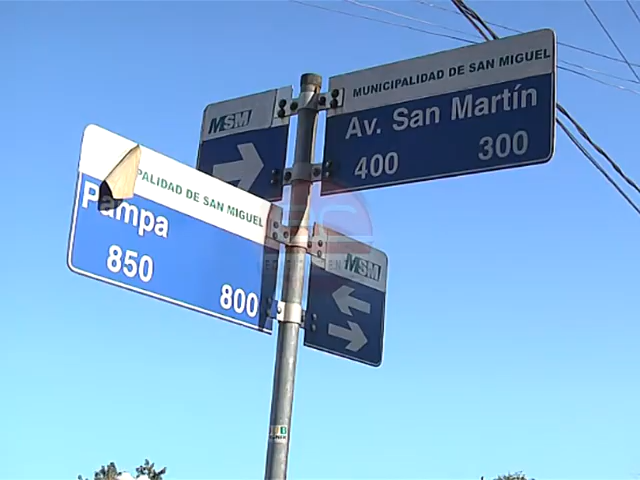 MSM
MUNICIPALIDAD DE SAN MIGUEL
Av. San Martín
400 300
PALIDAD DE SAN MIGUEL
Pampa
850 800
MSM